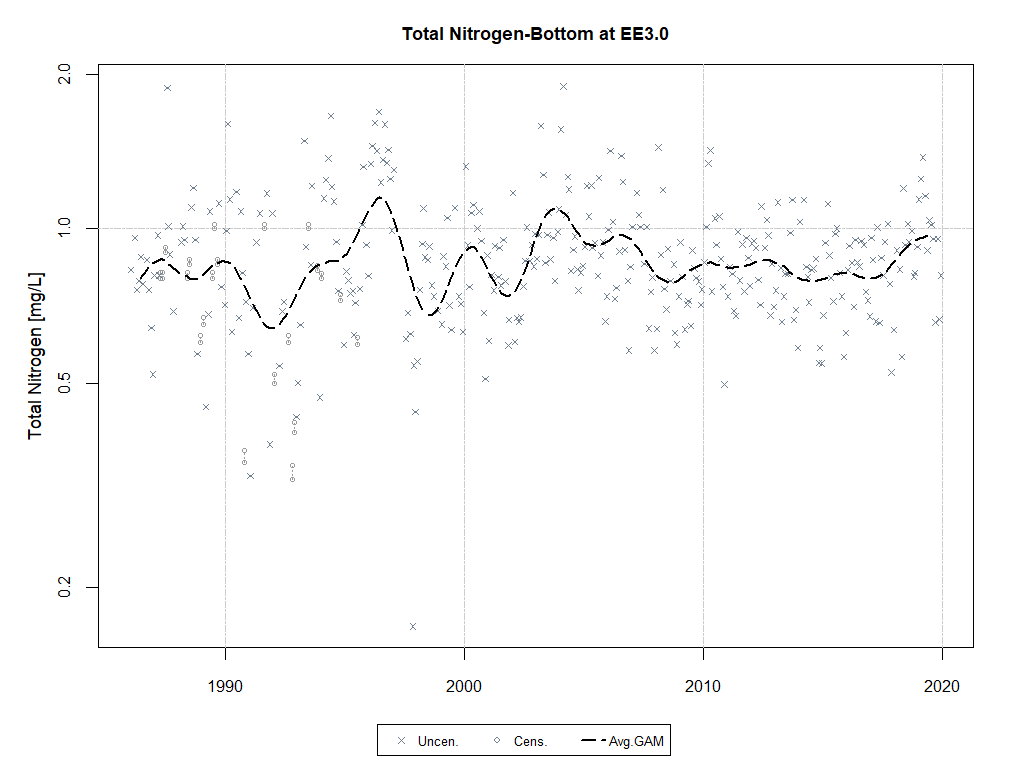 Total Nitrogen-Bottom at EE3.0
Total Nitrogen [mg/L]
2.0
1.0
0.5
0.2
1990 2000 2010 2020
Uncen. Cens. Avg.GAM